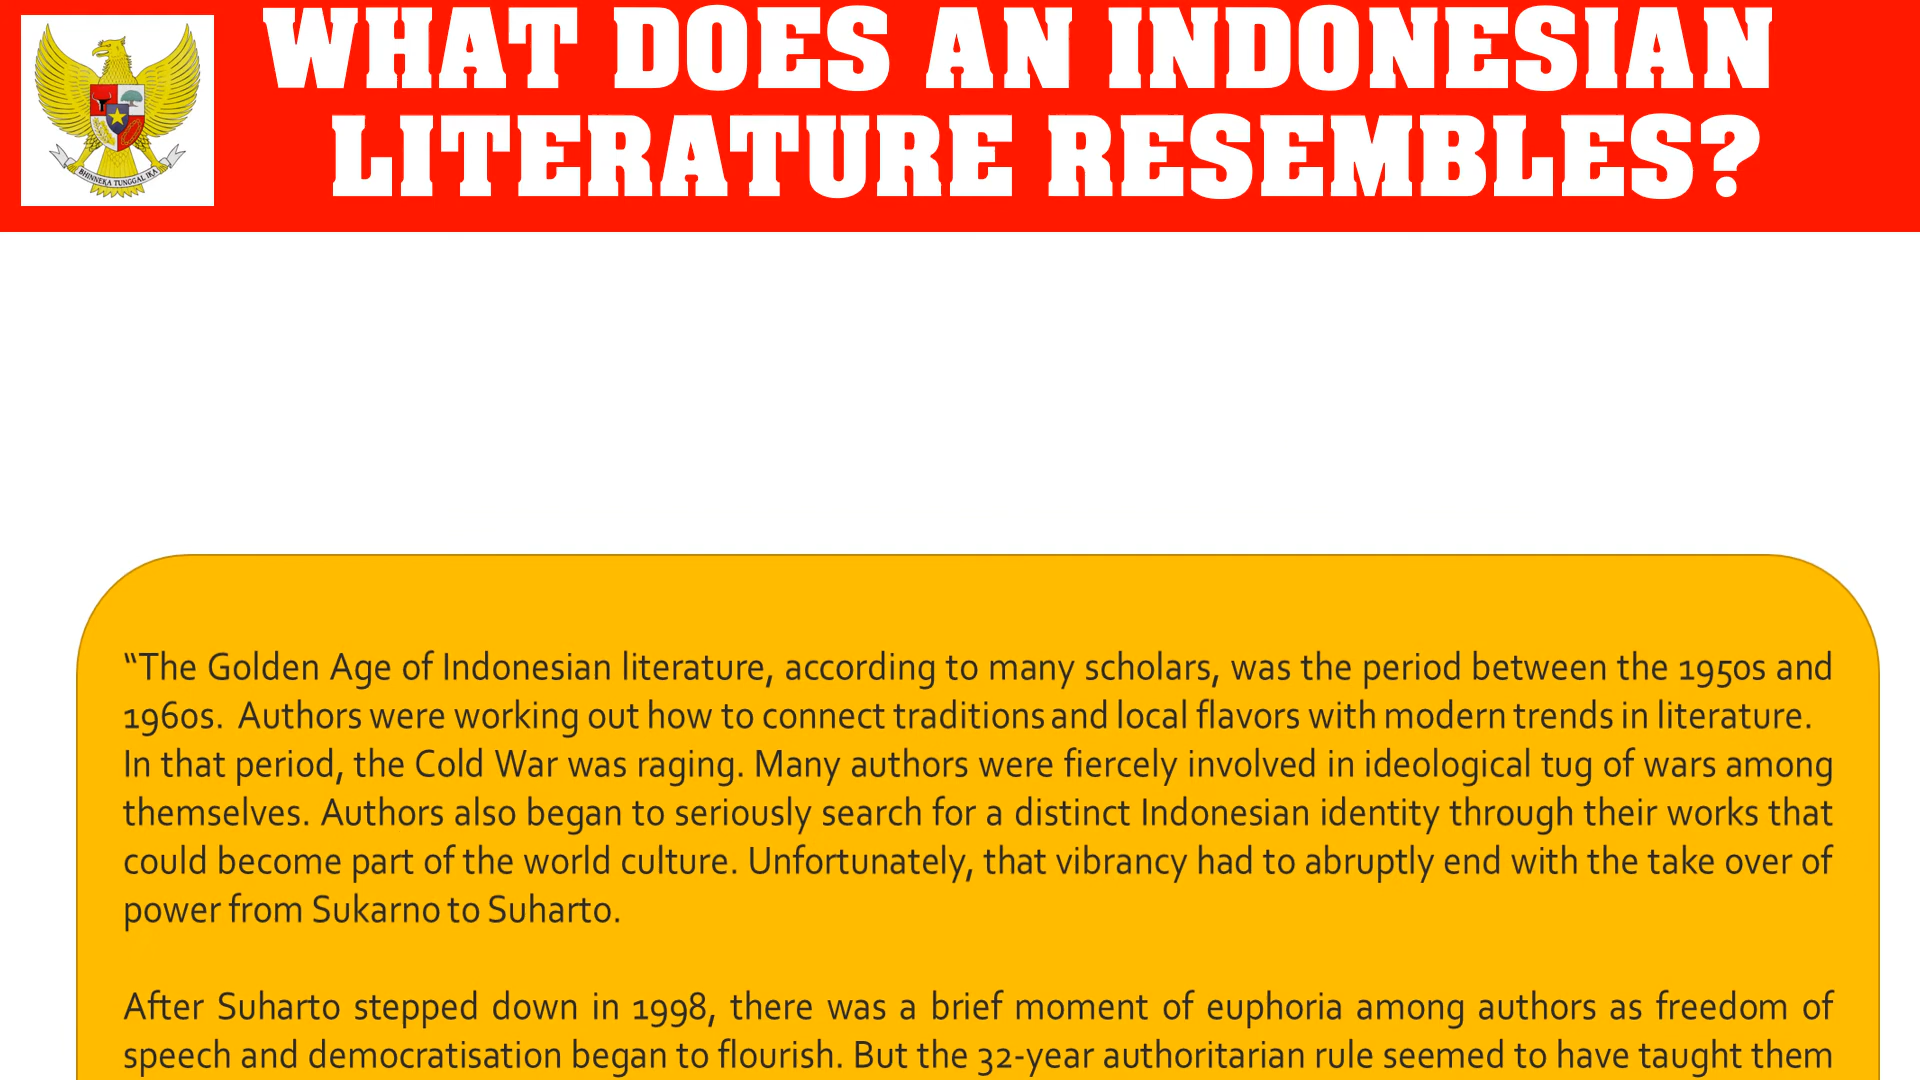 WHAT DOES AN INDONESIAN
LITERATURE RESEMBLES?
BHINNEKA TUNGGAL IKA
“The Golden Age of Indonesian literature, according to many scholars, was the period between the 1950s and
1960s. Authors were working out how to connect traditions and local flavors with modern trends in literature.
In that period, the Cold War was raging. Many authors were fiercely involved in ideological tug of wars among
themselves. Authors also began to seriously search for a distinct Indonesian identity through their works that
could become part of the world culture. Unfortunately, that vibrancy had to abruptly end with the take over of
power from Sukarno to Suharto.
After Suharto stepped down in 1998, there was a brief moment of euphoria among authors as freedom of
speech and democratisation began to flourish. But the 32-year authoritarian rule seemed to have taught them